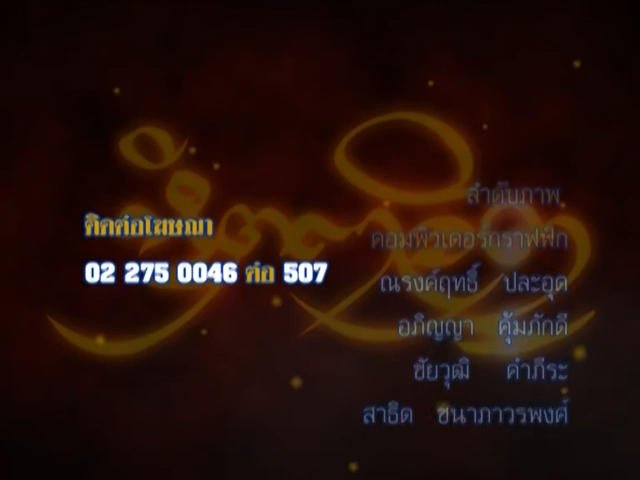 ติดต่อโฆษณา
02 275 0046 ต่อ 507
ลำดับภาพ
คอมพิวเตอร์กราฟฟิก
ณรงค์ฤทธิ์ ปละอุด
อภิญญา คุ้มภักดี
ชัยวุฒิ คำภีระ
สาธิต ชนาภาวรพงศ์